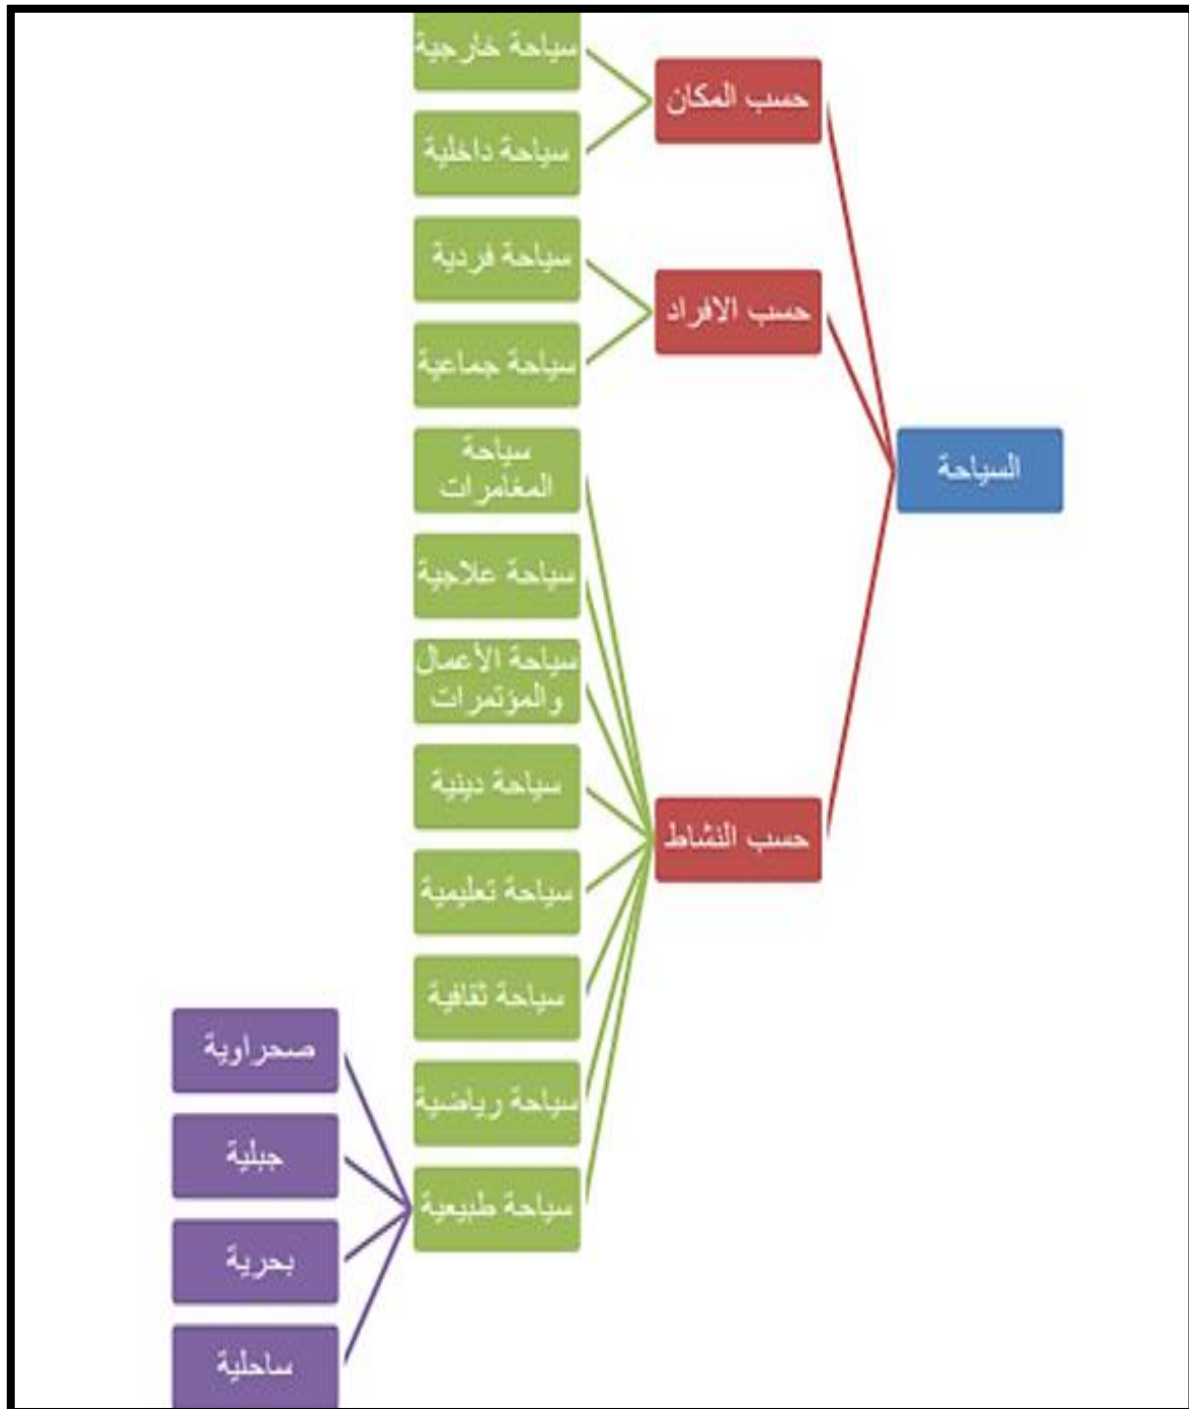 السياحة
حسب المكان
سياحة خارجية
سياحة داخلية
حسب الافراد
سياحة فردية
سياحة جماعية
حسب النشاط
سياحة
المغامرات
سياحة علاجية
سياحة الأعمال
والمؤتمرات
سياحة دينية
سياحة تعليمية
سياحة ثقافية
سياحة رياضية
سياحة طبيعية
صحراوية
جبلية
بحرية
ساحلية